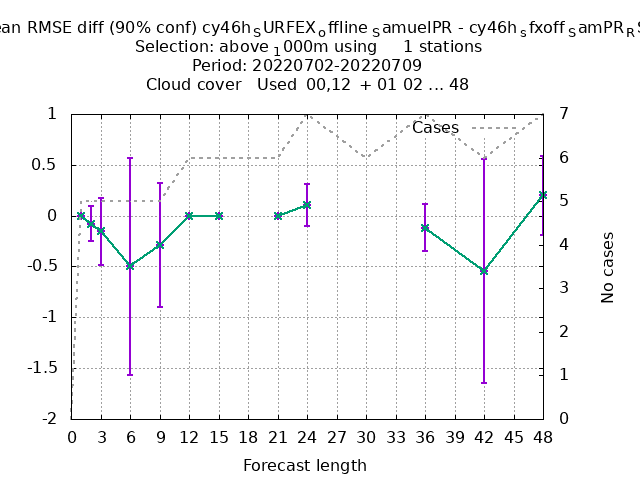 RMSE diff (90% conf) cy46h_SURFEX_offline_SamuelPR - cy46h_sfxoff_SamPR_R
Selection: above_1000m using 1 stations
Period: 20220702-20220709
Cloud cover Used 00,12 + 01 02 ... 48
Cases
1
0.5
0
-0.5
-1
-1.5
-2
7
6
5
4
3
2
1
0
No cases
0 3 6 9 12 15 18 21 24 27 30 33 36 39 42 45 48
Forecast length